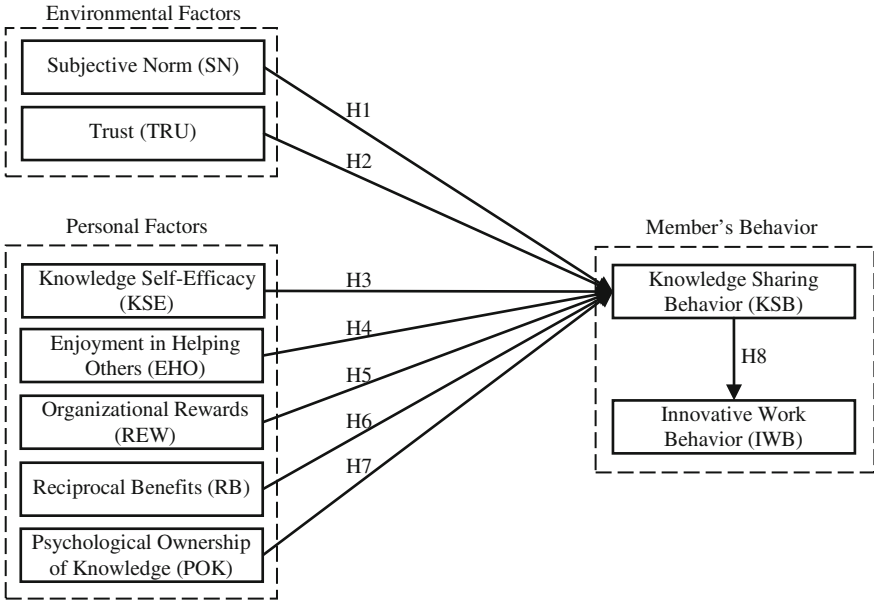 Environmental Factors
Subjective Norm (SN)
Trust (TRU)
H1
H2
Personal Factors
Knowledge Self-Efficacy
(KSE)
Enjoyment in Helping
Others (EHO)
Organizational Rewards
(REW)
Reciprocal Benefits (RB)
Psychological Ownership
of Knowledge (POK)
H3
H4
H5
H6
H7
Member's Behavior
Knowledge Sharing
Behavior (KSB)
H8
Innovative Work
Behavior (IWB)